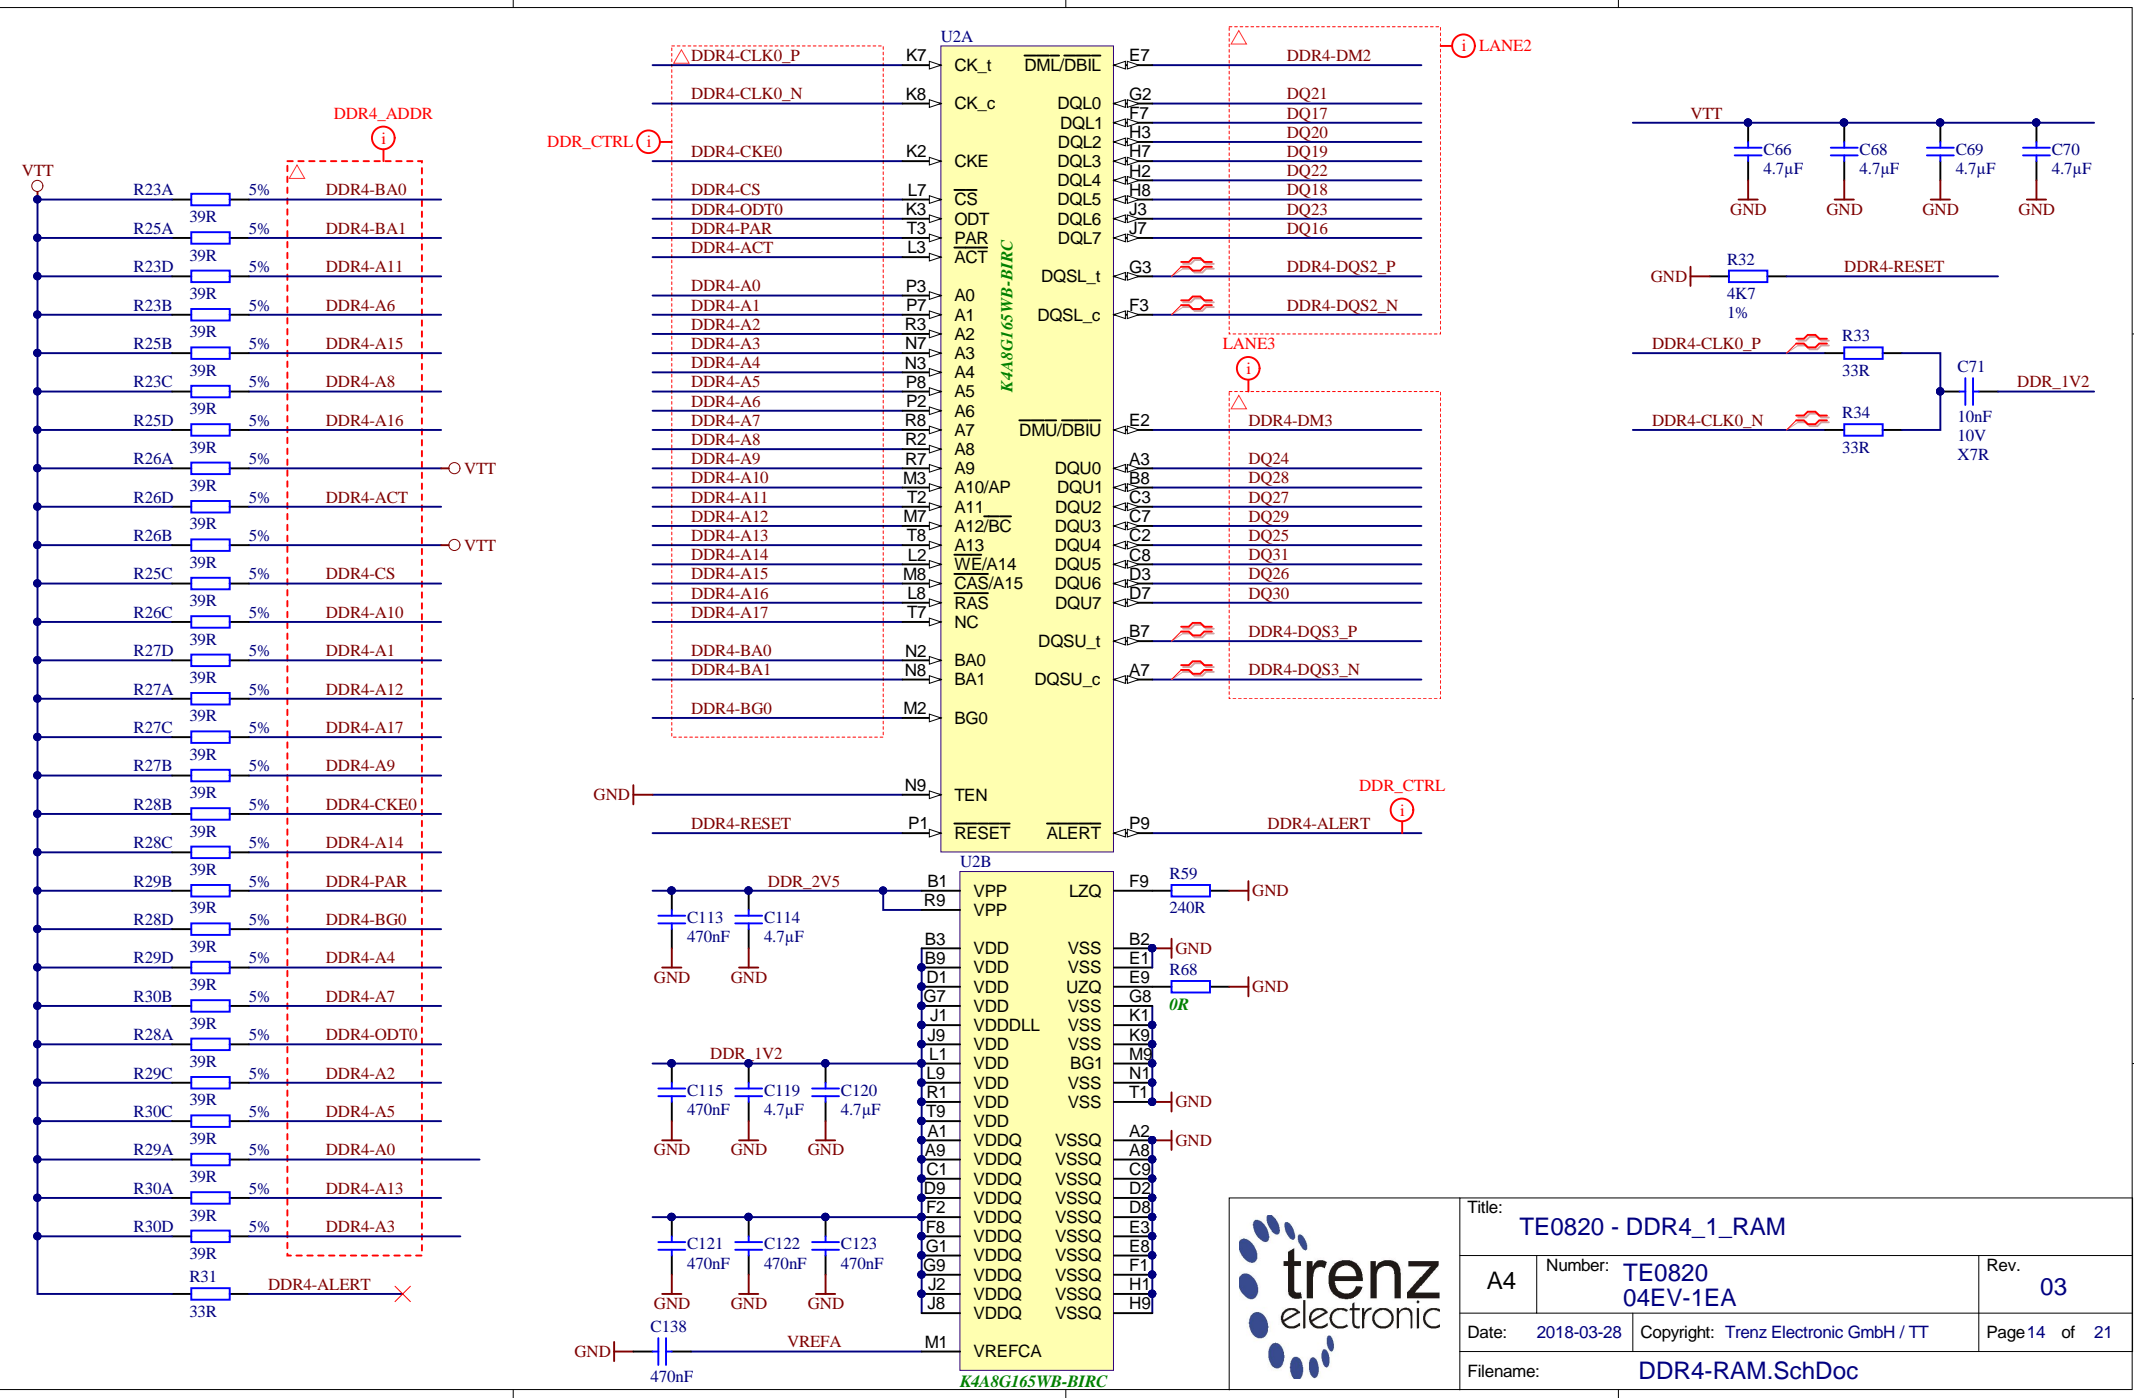 DDR4_ADDR
i
VTT
R23A 39R 5% DDR4-BA0
R25A 39R 5% DDR4-BA1
R23D 39R 5% DDR4-A11
R23B 39R 5% DDR4-A6
R25B 39R 5% DDR4-A15
R23C 39R 5% DDR4-A8
R25D 39R 5% DDR4-A16
R26A 39R 5% VTT
R26D 39R 5% DDR4-ACT
R26B 39R 5% VTT
R25C 39R 5% DDR4-CS
R26C 39R 5% DDR4-A10
R27D 39R 5% DDR4-A1
R27A 39R 5% DDR4-A12
R27C 39R 5% DDR4-A17
R27B 39R 5% DDR4-A9
R28B 39R 5% DDR4-CKE0
R28C 39R 5% DDR4-A14
R29B 39R 5% DDR4-PAR
R28D 39R 5% DDR4-BG0
R29D 39R 5% DDR4-A4
R30B 39R 5% DDR4-A7
R28A 39R 5% DDR4-ODT0
R29C 39R 5% DDR4-A2
R30C 39R 5% DDR4-A5
R29A 39R 5% DDR4-A0
R30A 39R 5% DDR4-A13
R30D 39R 5% DDR4-A3
R31 33R DDR4-ALERT
U2A
DDR_CTRL i
DDR4-CLK0_P K7 CK_t
DDR4-CLK0_N K8 CK_c
DDR4-CKE0 K2 CKE
DDR4-CS L7 CS
DDR4-ODT0 K3 ODT
DDR4-PAR T3 PAR
DDR4-ACT L3 ACT
DDR4-A0 P3 A0
DDR4-A1 P7 A1
DDR4-A2 R3 A2
DDR4-A3 N7 A3
DDR4-A4 N3 A4
DDR4-A5 P8 A5
DDR4-A6 P2 A6
DDR4-A7 R8 A7
DDR4-A8 R2 A8
DDR4-A9 R7 A9
DDR4-A10 M3 A10/AP
DDR4-A11 T2 A11
DDR4-A12 M7 A12/BC
DDR4-A13 T8 A13
DDR4-A14 L2 WE/A14
DDR4-A15 M8 CAS/A15
DDR4-A16 L8 RAS
DDR4-A17 T7 NC
DDR4-BA0 N2 BA0
DDR4-BA1 N8 BA1
DDR4-BG0 M2 BG0
GND N9 TEN
DDR4-RESET P1 RESET
K4A8G165WB-BIRC
i LANE2
DML/DBIL E7 DDR4-DM2
DQL0 G2 DQ21
DQL1 F7 DQ17
DQL2 H3 DQ20
DQL3 H7 DQ19
DQL4 H2 DQ22
DQL5 H8 DQ18
DQL6 J3 DQ23
DQL7 J7 DQ16
DQSL_t G3 DDR4-DQS2_P
DQSL_c F3 DDR4-DQS2_N
LANE3
i
DMU/DBIU E2 DDR4-DM3
DQU0 A3 DQ24
DQU1 B8 DQ28
DQU2 C3 DQ27
DQU3 C7 DQ29
DQU4 C2 DQ25
DQU5 C8 DQ31
DQU6 D3 DQ26
DQU7 D7 DQ30
DQSU_t B7 DDR4-DQS3_P
DQSU_c A7 DDR4-DQS3_N
DDR_CTRL
i
ALERT P9 DDR4-ALERT
U2B
DDR_2V5 B1 VPP
R9 VPP
C113 470nF GND
C114 4.7µF GND
B3 VDD
B9 VDD
D1 VDD
G7 VDD
J1 VDDDLL
J9 VDD
DDR_1V2 L1 VDD
L9 VDD
R1 VDD
T9 VDD
C115 470nF GND
C119 4.7µF GND
C120 4.7µF GND
A1 VDDQ
A9 VDDQ
C1 VDDQ
D9 VDDQ
F2 VDDQ
F8 VDDQ
G1 VDDQ
G9 VDDQ
J2 VDDQ
J8 VDDQ
C121 470nF GND
C122 470nF GND
C123 470nF GND
GND C138 470nF VREFA M1 VREFCA
LZQ F9 R59 240R GND
VSS B2 GND
VSS E1
UZQ E9 R68 0R GND
VSS G8
VSS K1
VSS K9
BG1 M9
VSS N1
VSS T1 GND
VSSQ A2 GND
VSSQ A8
VSSQ C9
VSSQ D2
VSSQ D8
VSSQ E3
VSSQ E8
VSSQ F1
VSSQ H1
VSSQ H9
K4A8G165WB-BIRC
VTT
C66 4.7µF GND
C68 4.7µF GND
C69 4.7µF GND
C70 4.7µF GND
GND R32 4K7 1% DDR4-RESET
DDR4-CLK0_P R33 33R
DDR4-CLK0_N R34 33R
C71 10nF 10V X7R DDR_1V2
trenz
electronic
Title: TE0820 - DDR4_1_RAM
A4 Number: TE0820
04EV-1EA
Rev. 03
Date: 2018-03-28 Copyright: Trenz Electronic GmbH / TT Page 14 of 21
Filename: DDR4-RAM.SchDoc